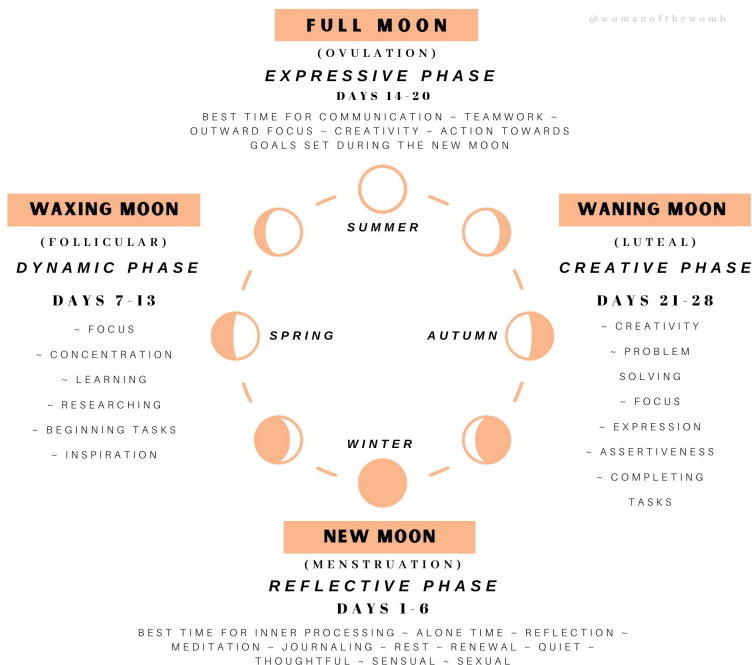 @womanofthewomb
FULL MOON
(OVULATION)
EXPRESSIVE PHASE
DAYS 14-20
BEST TIME FOR COMMUNICATION ~ TEAMWORK ~
OUTWARD FOCUS ~ CREATIVITY ~ ACTION TOWARDS
GOALS SET DURING THE NEW MOON
WAXING MOON
(FOLLICULAR)
DYNAMIC PHASE
DAYS 7-13
~ FOCUS
~ CONCENTRATION
~ LEARNING
~ RESEARCHING
~ BEGINNING TASKS
~ INSPIRATION
SUMMER
SPRING
AUTUMN
WINTER
WANING MOON
(LUTEAL)
CREATIVE PHASE
DAYS 21-28
~ CREATIVITY
~ PROBLEM
SOLVING
~ FOCUS
~ EXPRESSION
~ ASSERTIVENESS
~ COMPLETING
TASKS
NEW MOON
(MENSTRUATION)
REFLECTIVE PHASE
DAYS 1-6
BEST TIME FOR INNER PROCESSING ~ ALONE TIME ~ REFLECTION ~
MEDITATION ~ JOURNALING ~ REST ~ RENEWAL ~ QUIET ~
THOUGHTFUL ~ SENSUAL ~ SEXUAL